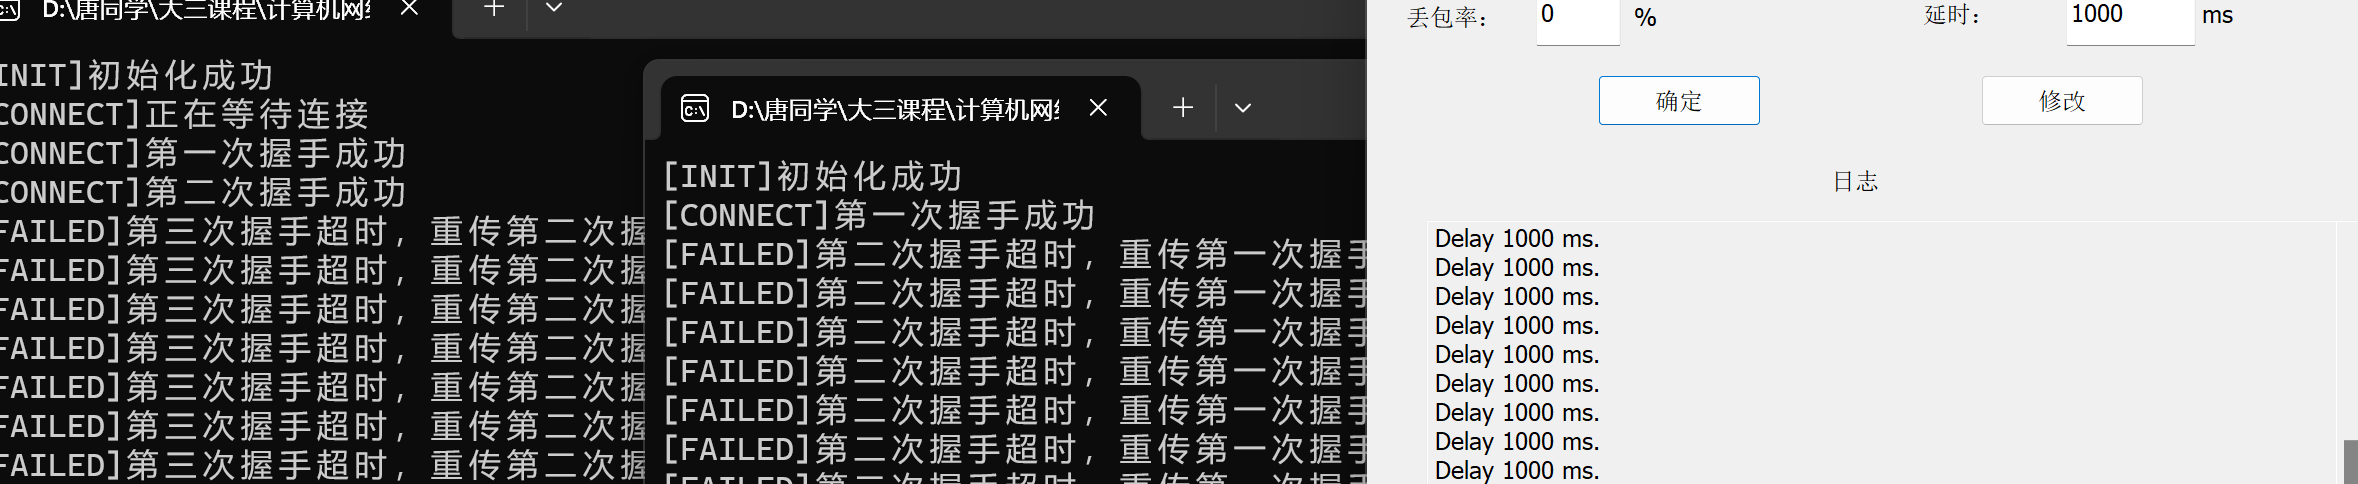 D:\唐同学\大三课程\计算机网
INIT]初始化成功
CONNECT]正在等待连接
CONNECT]第一次握手成功
CONNECT]第二次握手成功
FAILED]第三次握手超时，重传第二次握
FAILED]第三次握手超时，重传第二次握
FAILED]第三次握手超时，重传第二次握
FAILED]第三次握手超时，重传第二次握
FAILED]第三次握手超时，重传第二次握
FAILED]第三次握手超时，重传第二次握
FAILED]第三次握手超时，重传第二次握
D:\唐同学\大三课程\计算机网
[INIT]初始化成功
[CONNECT]第一次握手成功
[FAILED]第二次握手超时，重传第一次握手
[FAILED]第二次握手超时，重传第一次握手
[FAILED]第二次握手超时，重传第一次握手
[FAILED]第二次握手超时，重传第一次握手
[FAILED]第二次握手超时，重传第一次握手
[FAILED]第二次握手超时，重传第一次握手
丢包率： 0 % 延时： 1000 ms
确定 修改
日志
Delay 1000 ms.
Delay 1000 ms.
Delay 1000 ms.
Delay 1000 ms.
Delay 1000 ms.
Delay 1000 ms.
Delay 1000 ms.
Delay 1000 ms.
Delay 1000 ms.